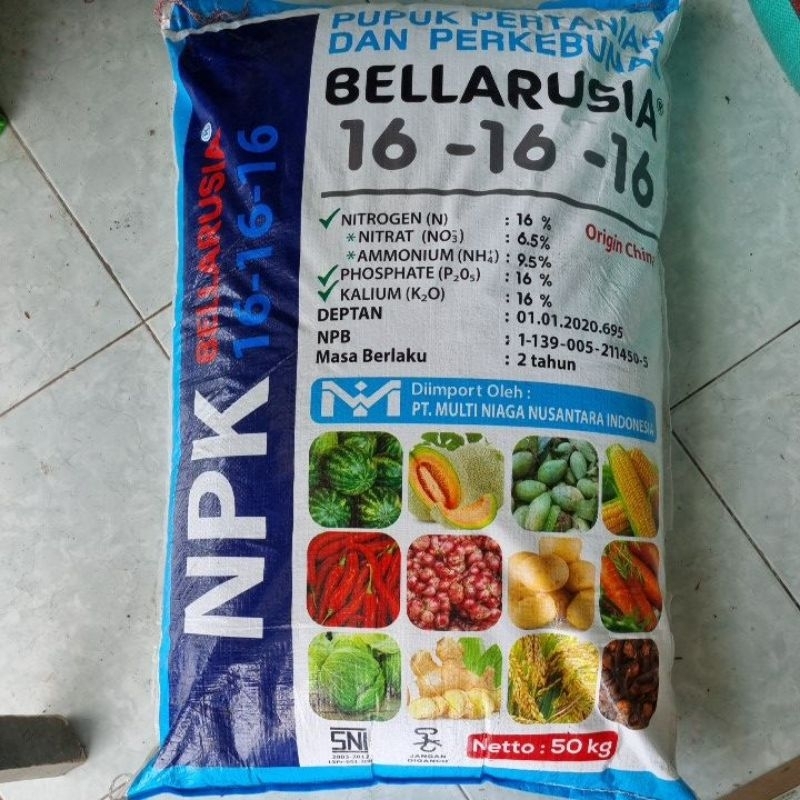 PUPUK PERTANIAN
DAN PERKEBUNAN
BELLARUSIA®
16 -16 -16
NITROGEN (N) : 16 %
*NITRAT (NO₃⁻) : 6.5%
*AMMONIUM (NH₄⁺) : 9.5%
PHOSPHATE (P₂O₅) : 16 %
KALIUM (K₂O) : 16 %
Origin China
DEPTAN : 01.01.2020.695
NPB : 1-139-005-211450-5
Masa Berlaku : 2 tahun
Diimport Oleh :
PT. MULTI NIAGA NUSANTARA INDONESIA
NPK
BELLARUSIA
16-16-16
SNI
JANGAN
DIGANCO
Netto : 50 kg